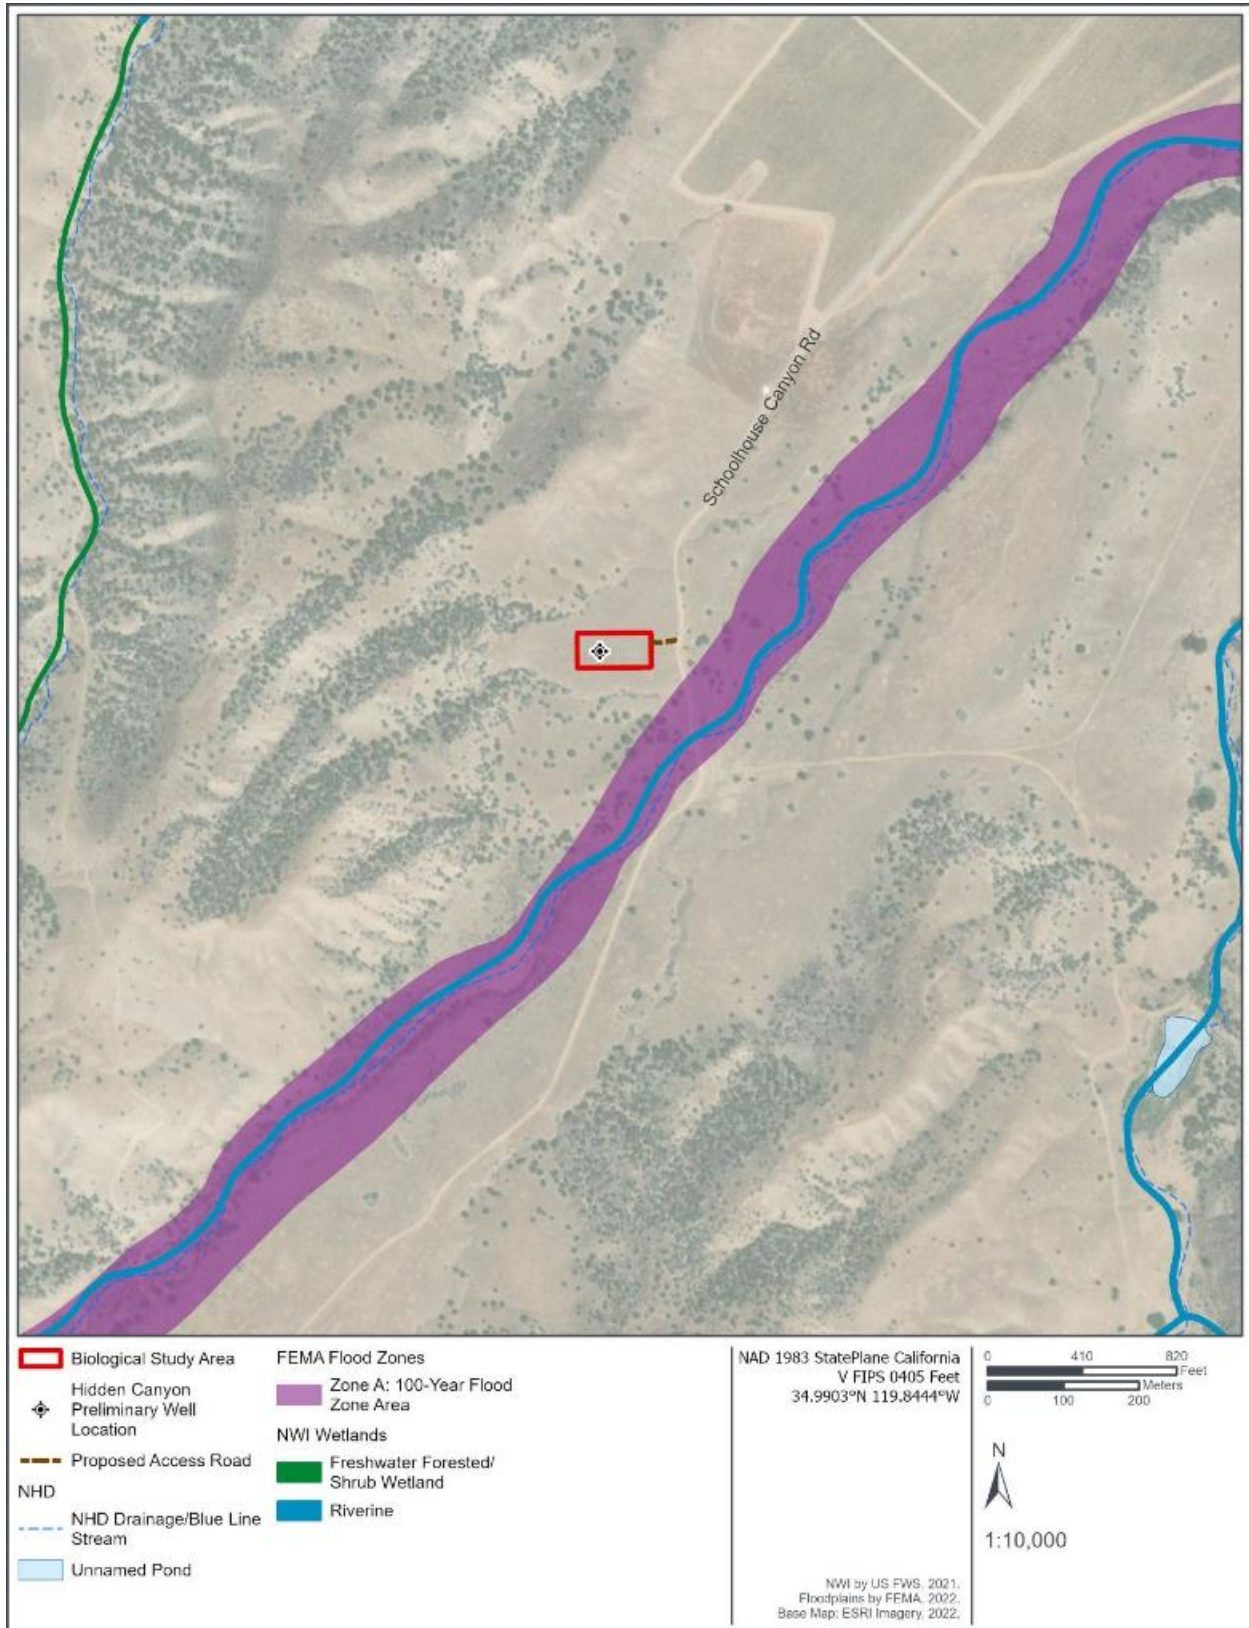 Schoolhouse Canyon Rd
Biological Study Area
Hidden Canyon
Preliminary Well
Location
Proposed Access Road
NHD
NHD Drainage/Blue Line
Stream
Unnamed Pond
FEMA Flood Zones
Zone A: 100-Year Flood
Zone Area
NWI Wetlands
Freshwater Forested/
Shrub Wetland
Riverine
NAD 1983 StatePlane California
V FIPS 0405 Feet
34.9903°N 119.8444°W
NWI by US FWS. 2021.
Floodplains by FEMA. 2022.
Base Map: ESRI Imagery. 2022.
0 410 820
Feet
Meters
0 100 200
N
1:10,000